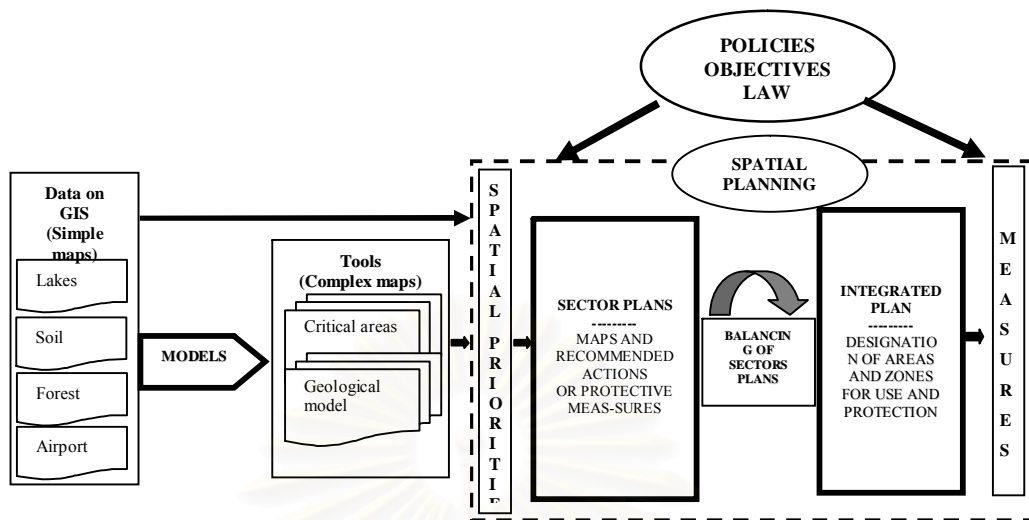 POLICIES
OBJECTIVES
LAW
SPATIAL
PLANNING
Data on
GIS
(Simple
maps)
Lakes
Soil
Forest
Airport
MODELS
Tools
(Complex maps)
Critical areas
Geological
model
S
P
A
T
I
A
L
P
R
I
O
R
I
T
I
E
SECTOR PLANS
---------
MAPS AND
RECOMMENDED
ACTIONS
OR PROTECTIVE
MEAS-SURES
BALANCIN
G OF
SECTORS
PLANS
INTEGRATED
PLAN
---------
DESIGNATIO
N OF AREAS
AND ZONES
FOR USE AND
PROTECTION
M
E
A
S
U
R
E
S